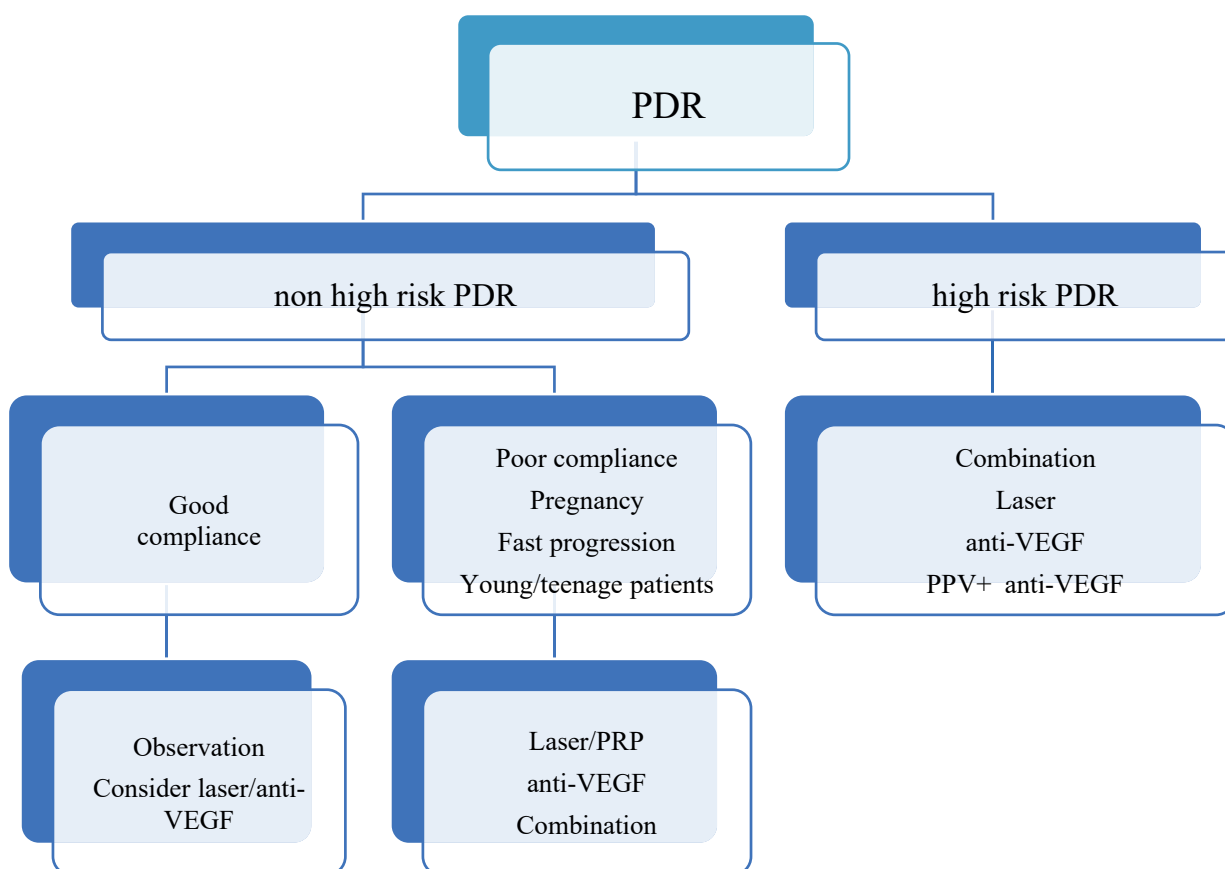 PDR
non high risk PDR
high risk PDR
Good
compliance
Poor compliance
Pregnancy
Fast progression
Young/teenage patients
Combination
Laser
anti-VEGF
PPV+ anti-VEGF
Observation
Consider laser/anti-
VEGF
Laser/PRP
anti-VEGF
Combination